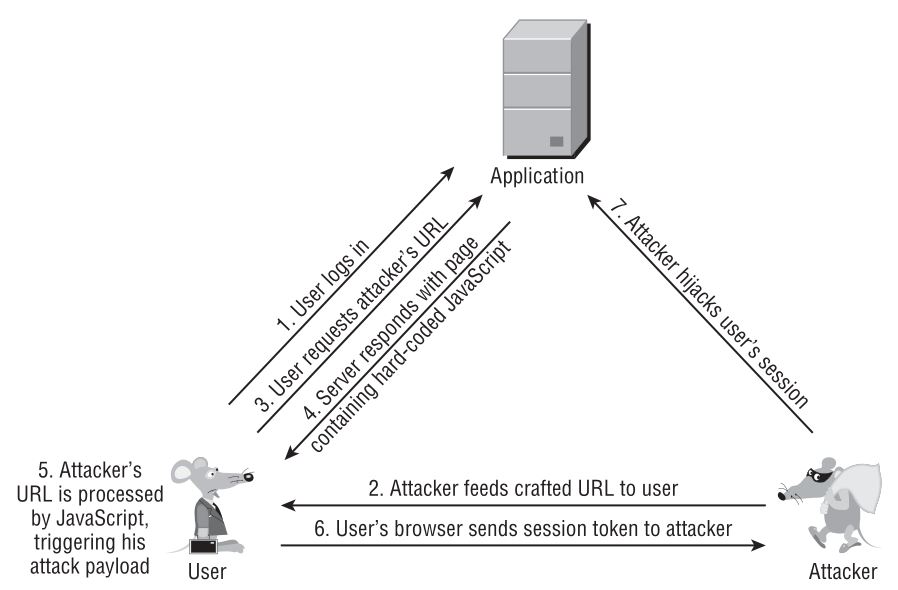 Application
1. User logs in
3. User requests attacker's URL
4. Server responds with page
containing hard-coded JavaScript
7. Attacker hijacks user's session
5. Attacker's
URL is processed
by JavaScript,
triggering his
attack payload
2. Attacker feeds crafted URL to user
6. User's browser sends session token to attacker
User
Attacker